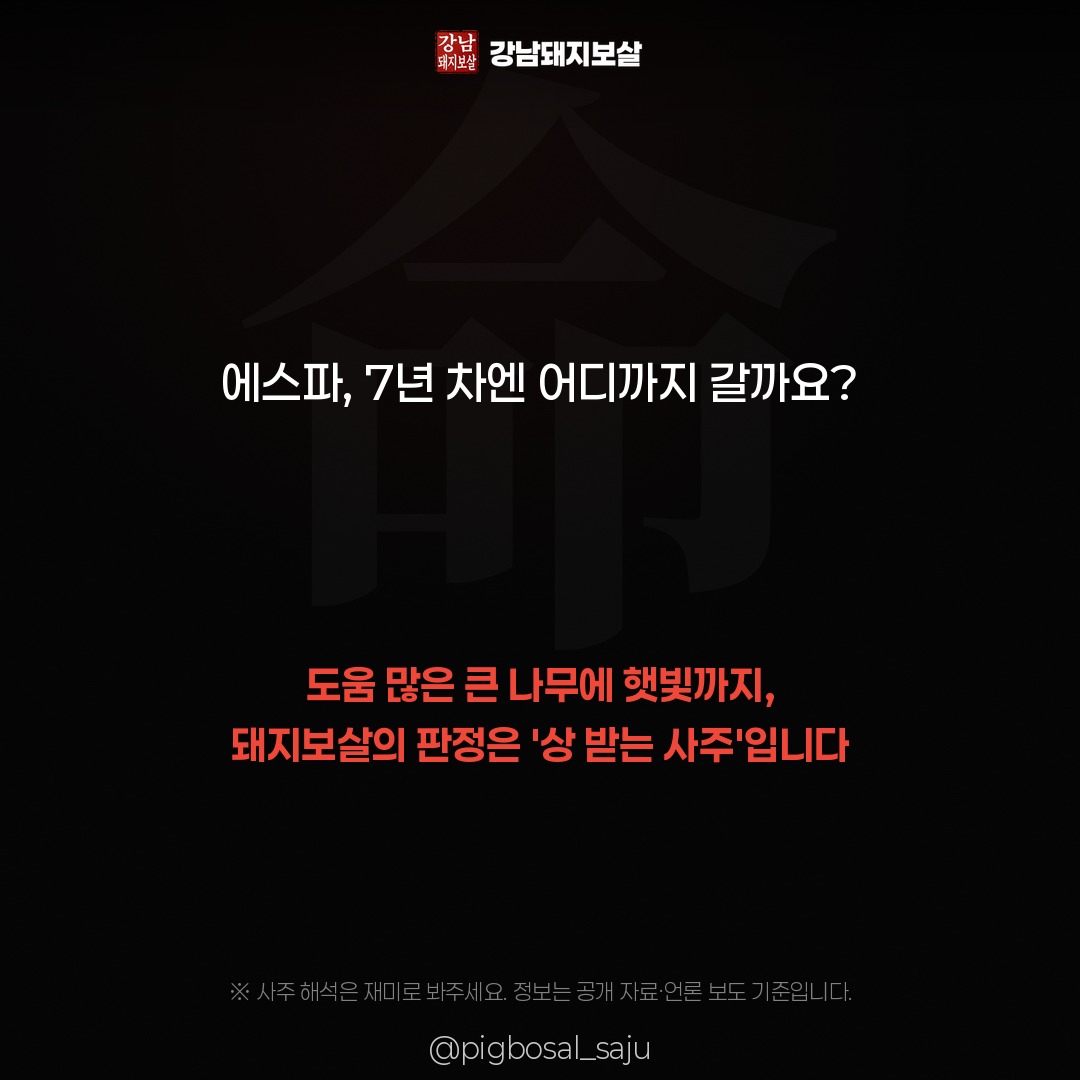 강남
돼지보살
강남돼지보살
命
에스파, 7년 차엔 어디까지 갈까요?
도움 많은 큰 나무에 햇빛까지,
돼지보살의 판정은 '상 받는 사주'입니다
※ 사주 해석은 재미로 봐주세요. 정보는 공개 자료·언론 보도 기준입니다.
@pigbosal_saju